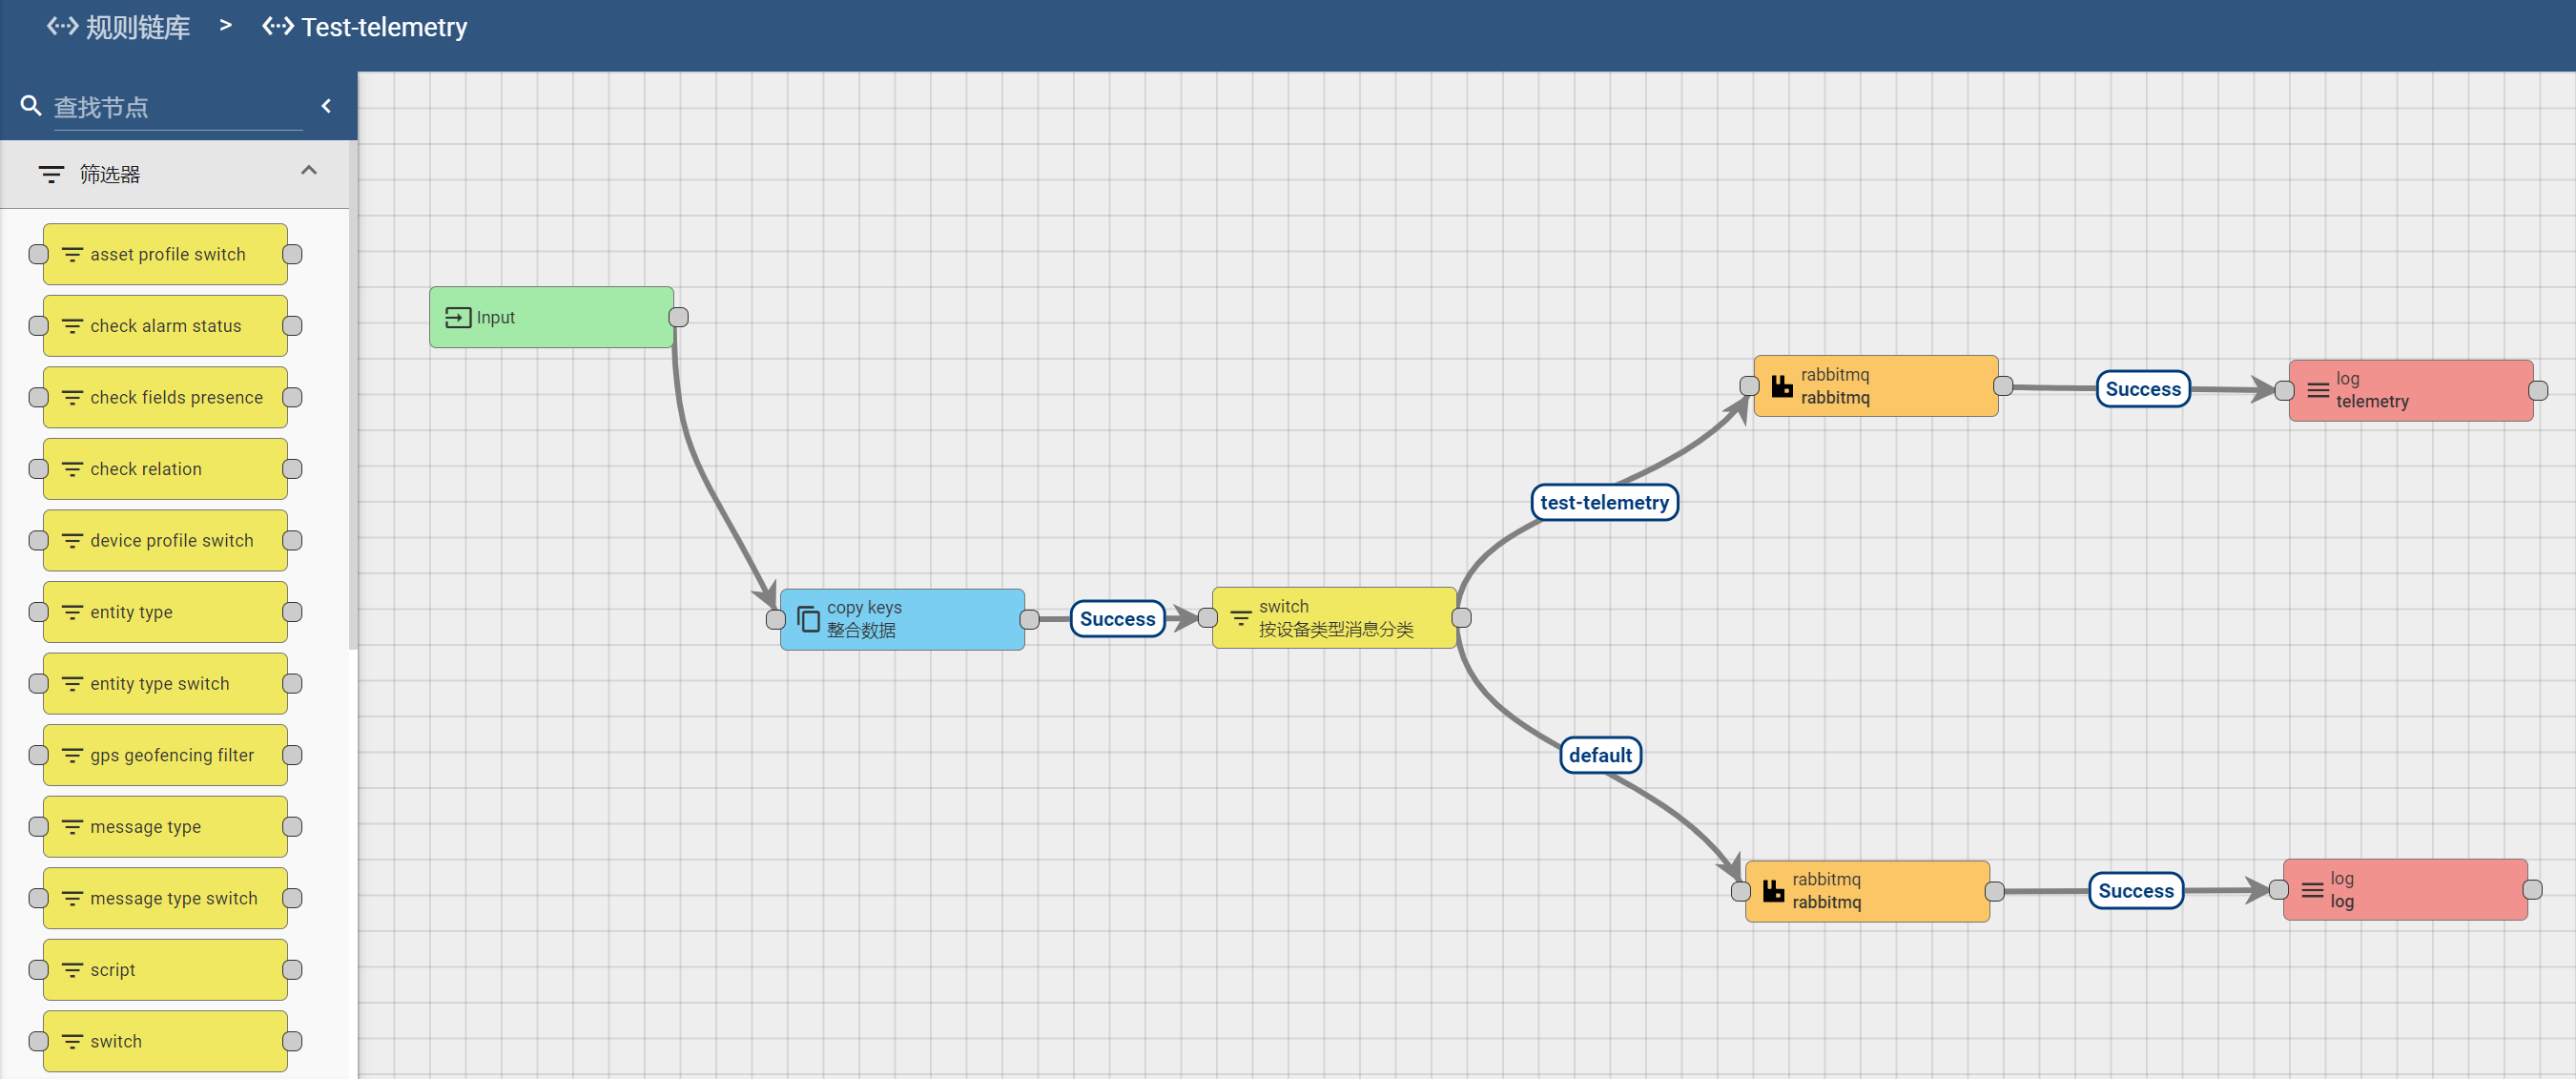 规则链库 > Test-telemetry
查找节点
筛选器
asset profile switch
check alarm status
check fields presence
check relation
device profile switch
entity type
entity type switch
gps geofencing filter
message type
message type switch
script
switch
Input
copy keys
整合数据
Success
switch
按设备类型消息分类
test-telemetry
rabbitmq
rabbitmq
Success
log
telemetry
default
rabbitmq
rabbitmq
Success
log
log